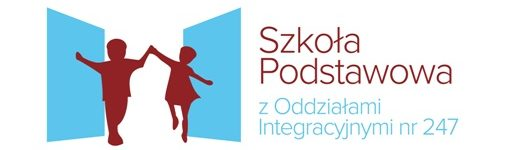 Szkoła
Podstawowa
z Oddziałami
Integracyjnymi nr 247